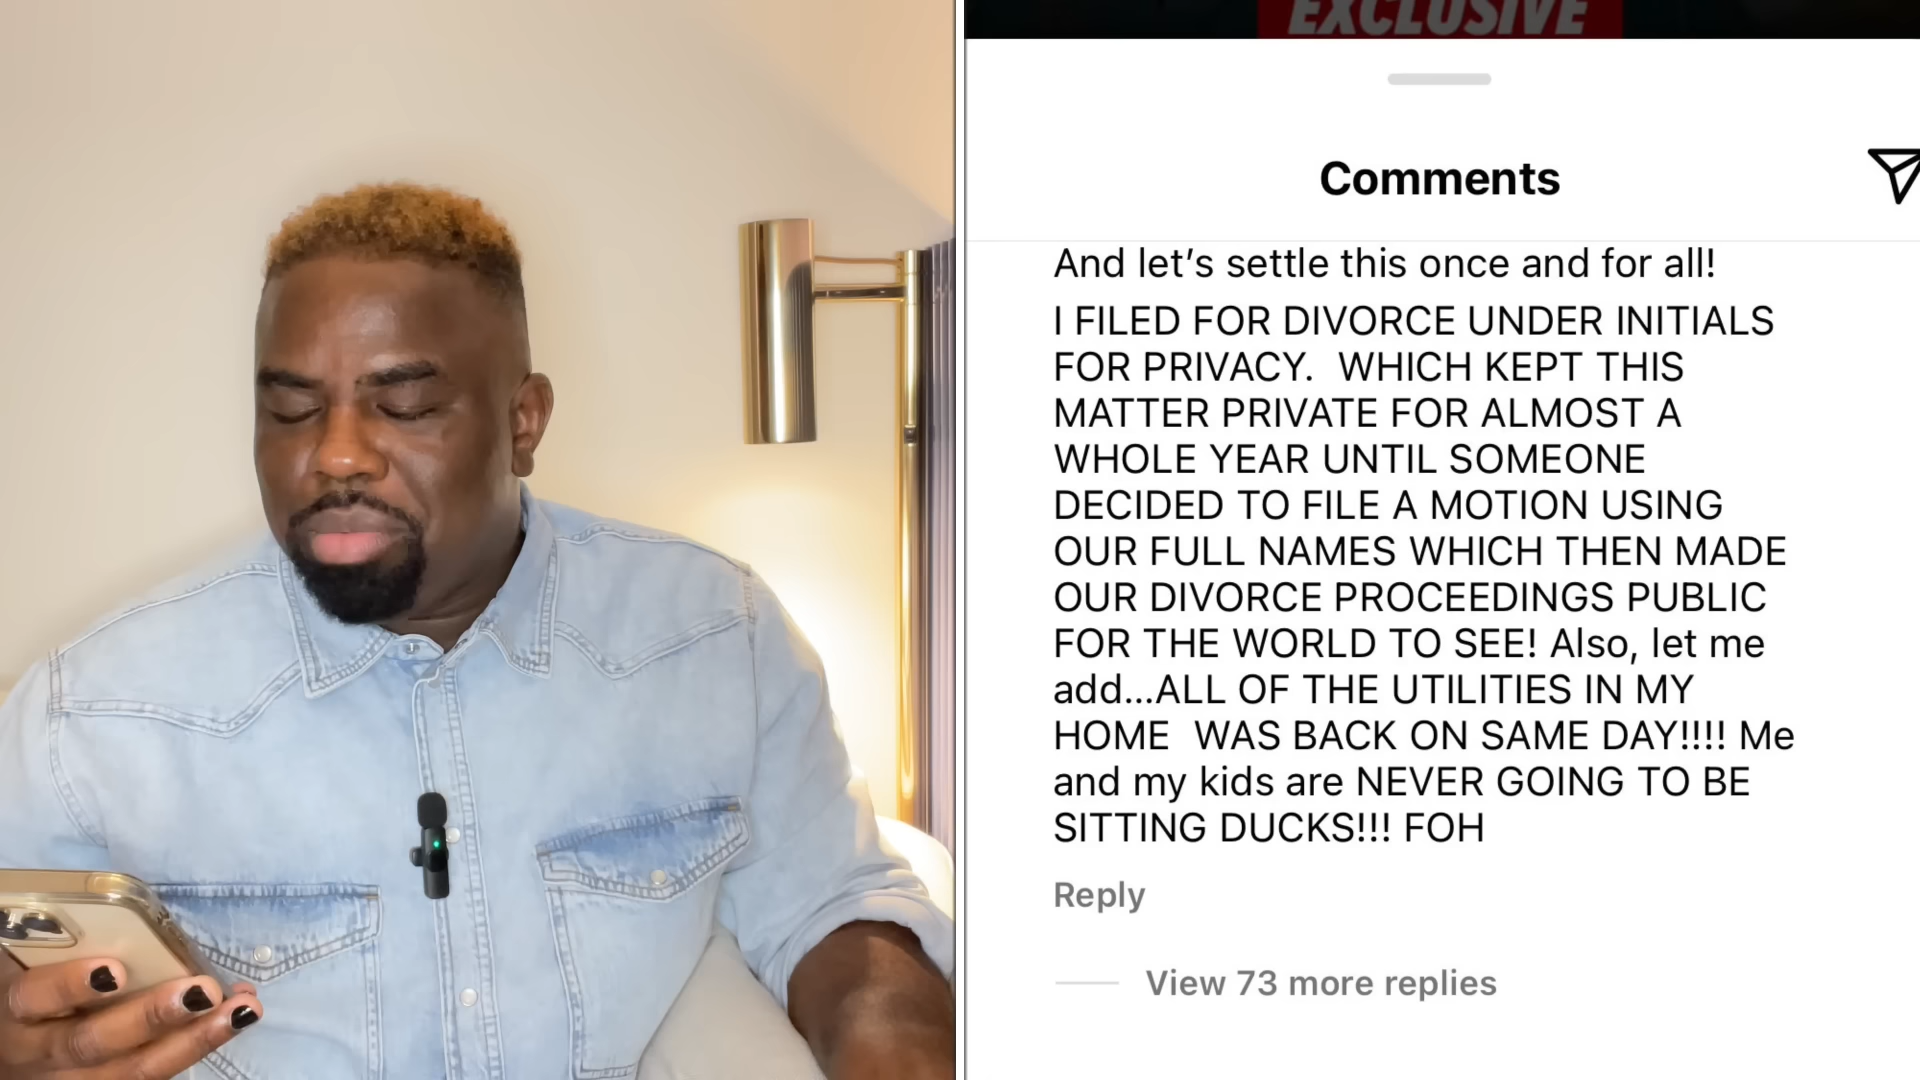 EXCLUSIVE
Comments
And let’s settle this once and for all!
I FILED FOR DIVORCE UNDER INITIALS
FOR PRIVACY.  WHICH KEPT THIS
MATTER PRIVATE FOR ALMOST A
WHOLE YEAR UNTIL SOMEONE
DECIDED TO FILE A MOTION USING
OUR FULL NAMES WHICH THEN MADE
OUR DIVORCE PROCEEDINGS PUBLIC
FOR THE WORLD TO SEE! Also, let me
add...ALL OF THE UTILITIES IN MY
HOME  WAS BACK ON SAME DAY!!!! Me
and my kids are NEVER GOING TO BE
SITTING DUCKS!!! FOH
Reply
View 73 more replies